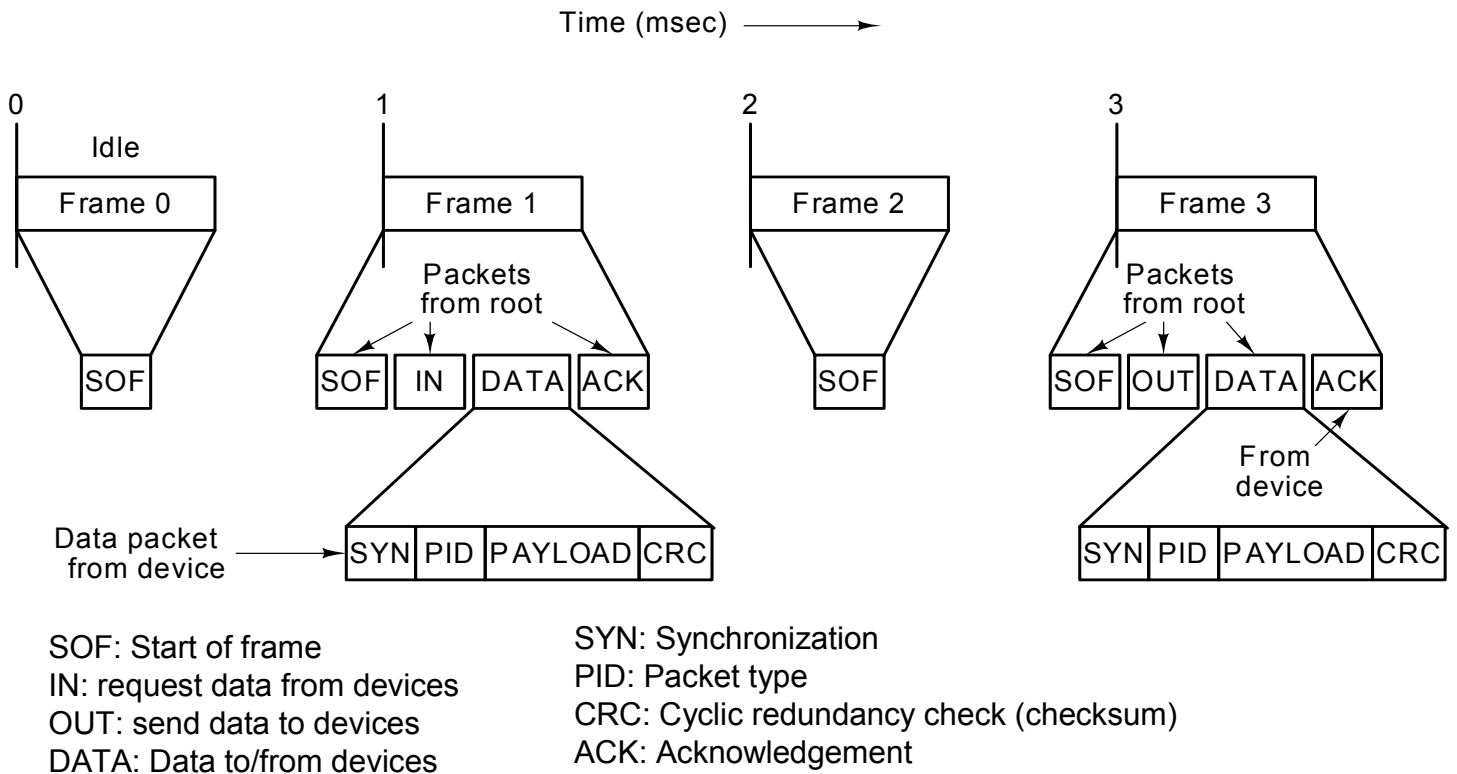 Time (msec)
0
1
2
3
Idle
Frame 0
Frame 1
Frame 2
Frame 3
Packets
from root
Packets
from root
SOF
SOF
IN
DATA
ACK
SOF
SOF
OUT
DATA
ACK
From
device
Data packet
from device
SYN
PID
PAYLOAD
CRC
SYN
PID
PAYLOAD
CRC
SOF: Start of frame
IN: request data from devices
OUT: send data to devices
DATA: Data to/from devices
SYN: Synchronization
PID: Packet type
CRC: Cyclic redundancy check (checksum)
ACK: Acknowledgement